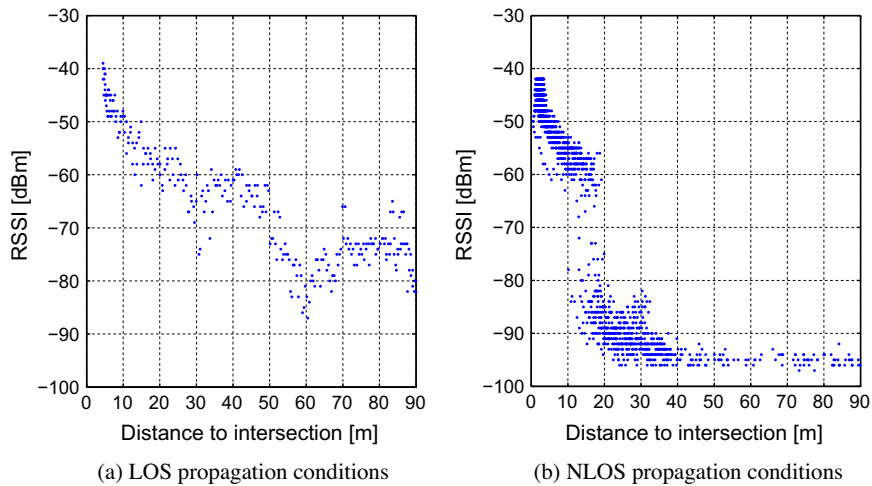 −30
−40
−50
−60
−70
−80
−90
−100
RSSI [dBm]
0 10 20 30 40 50 60 70 80 90
Distance to intersection [m]
(a) LOS propagation conditions
−30
−40
−50
−60
−70
−80
−90
−100
RSSI [dBm]
0 10 20 30 40 50 60 70 80 90
Distance to intersection [m]
(b) NLOS propagation conditions